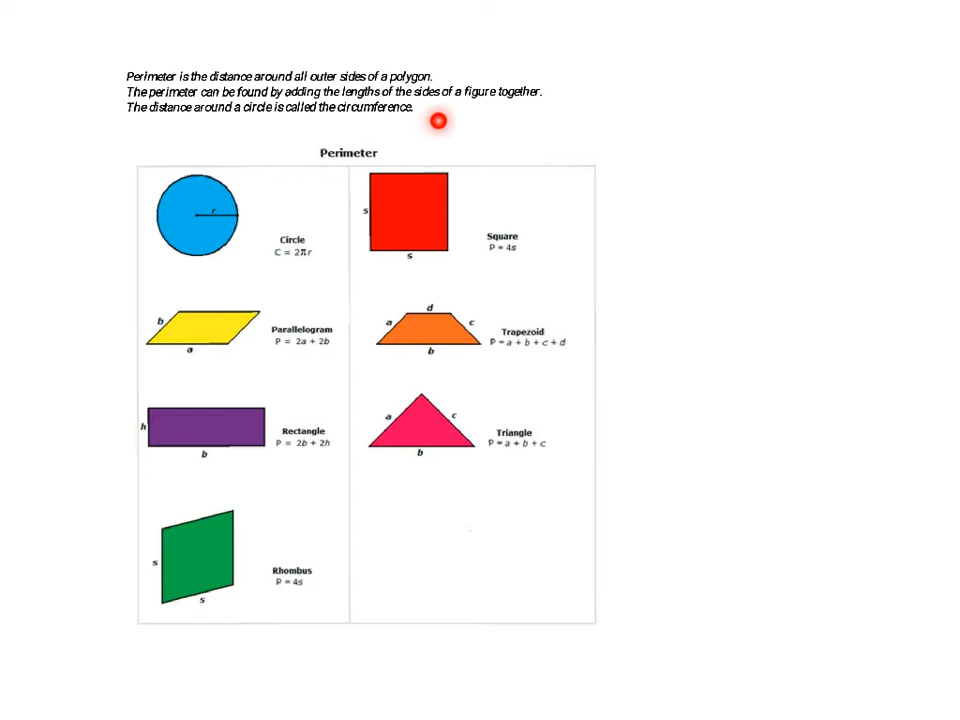 Perimeter is the distance around all outer sides of a polygon.
The perimeter can be found by adding the lengths of the sides of a figure together.
The distance around a circle is called the circumference.
Perimeter
r
Circle
C = 2πr
s
s
Square
P = 4s
b
a
Parallelogram
P = 2a + 2b
d
a
c
b
Trapezoid
P = a + b + c + d
h
b
Rectangle
P = 2b + 2h
a
c
b
Triangle
P = a + b + c
s
s
Rhombus
P = 4s